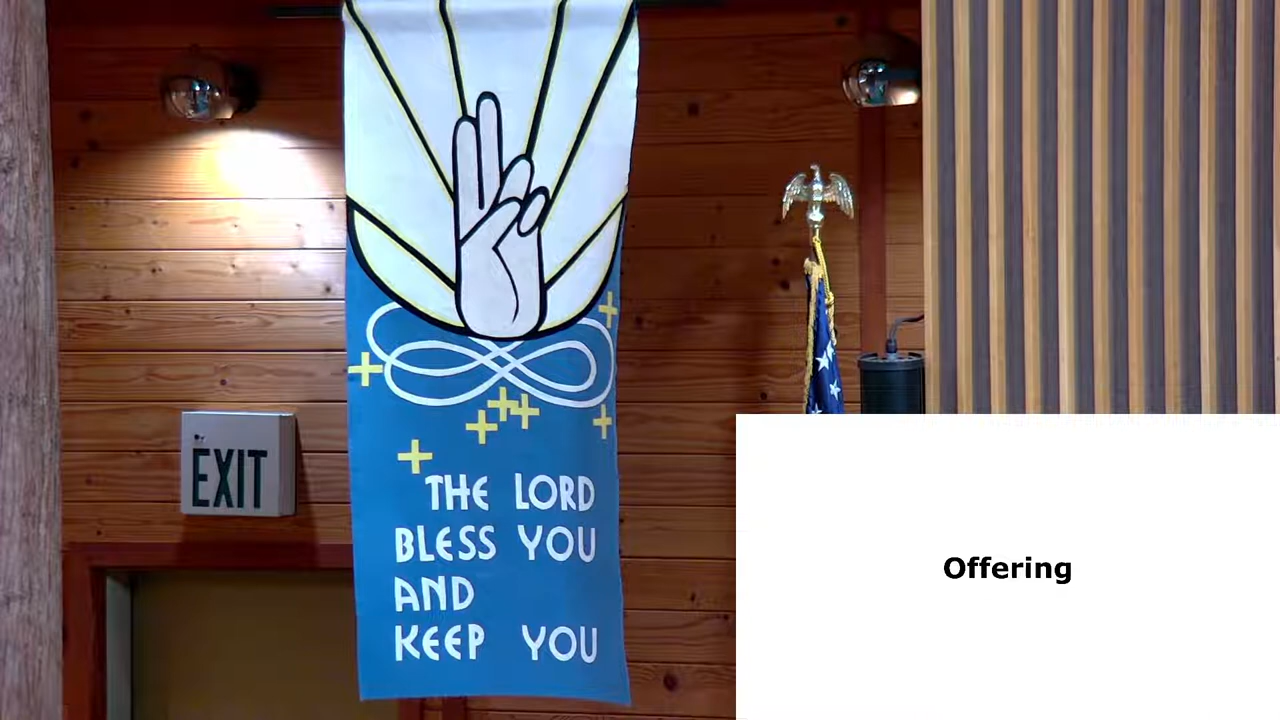 EXIT
THE LORD
BLESS YOU
AND
KEEP YOU
Offering